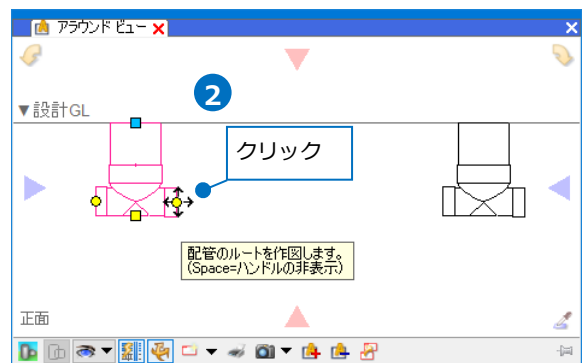 アラウンド ビュー
2
▼設計GL
クリック
配管のルートを作図します。
(Space=ハンドルの非表示)
正面